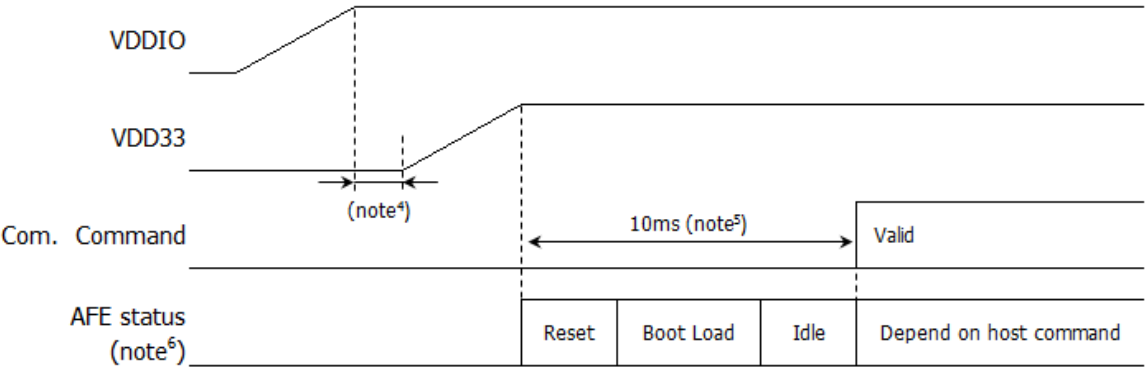 VDDIO
VDD33
(note⁴)
Com. Command
10ms (note⁵)
Valid
AFE status
(note⁶)
Reset
Boot Load
Idle
Depend on host command